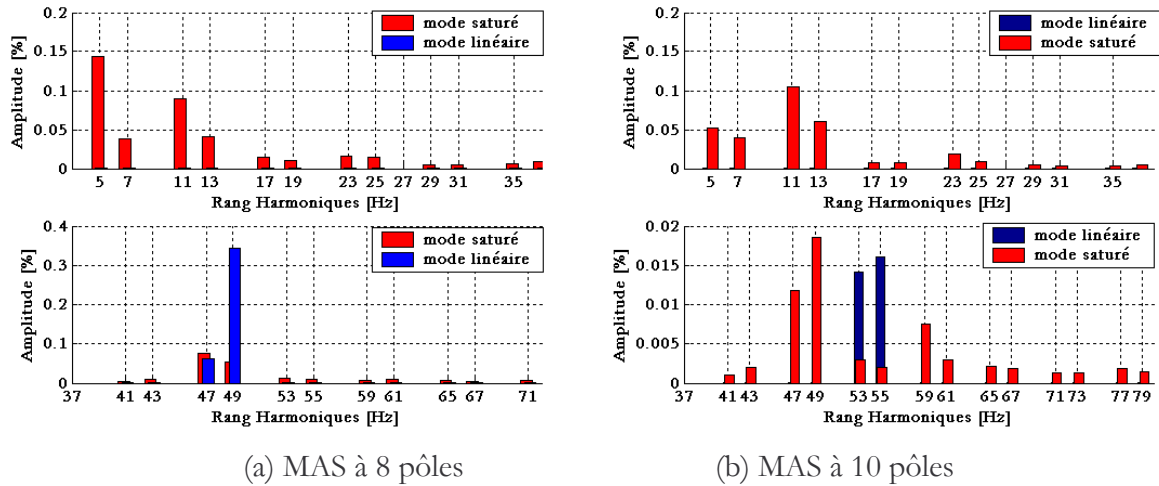 Amplitude [%]
0.2
0.15
0.1
0.05
0
mode saturé
mode linéaire
5 7 11 13 17 19 23 25 27 29 31 35
Rang Harmoniques [Hz]
Amplitude [%]
0.2
0.15
0.1
0.05
0
mode linéaire
mode saturé
5 7 11 13 17 19 23 25 27 29 31 35
Rang Harmoniques [Hz]
Amplitude [%]
0.4
0.3
0.2
0.1
0
mode saturé
mode linéaire
37 41 43 47 49 53 55 59 61 65 67 71
Rang Harmoniques [Hz]
Amplitude [%]
0.02
0.015
0.01
0.005
0
mode linéaire
mode saturé
37 41 43 47 49 53 55 59 61 65 67 71 73 77 79
Rang Harmoniques [Hz]
(a) MAS à 8 pôles
(b) MAS à 10 pôles